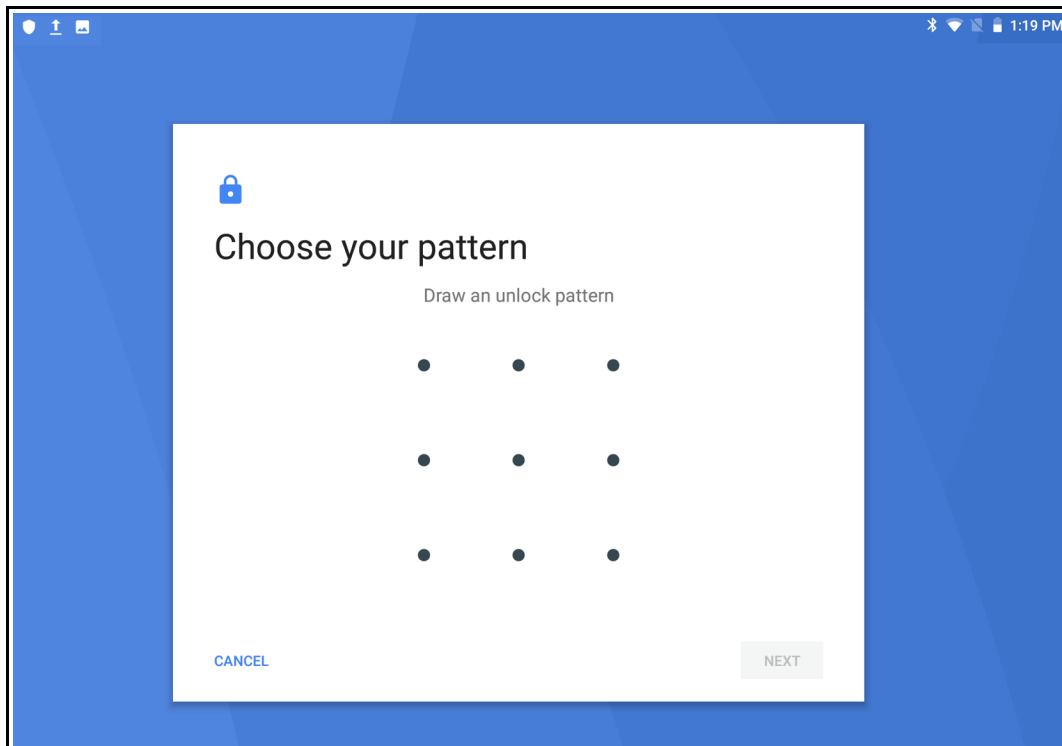 1:19 PM
Choose your pattern
Draw an unlock pattern
CANCEL
NEXT